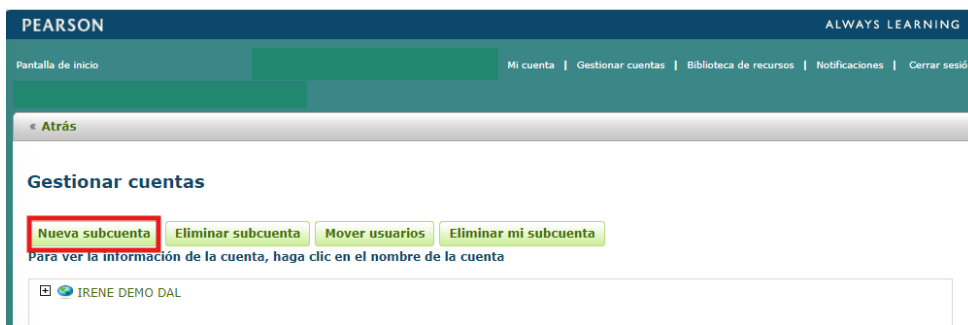 PEARSON ALWAYS LEARNING
Pantalla de inicio Mi cuenta | Gestionar cuentas | Biblioteca de recursos | Notificaciones | Cerrar sesió
« Atrás
Gestionar cuentas
Nueva subcuenta Eliminar subcuenta Mover usuarios Eliminar mi subcuenta
Para ver la información de la cuenta, haga clic en el nombre de la cuenta
IRENE DEMO DAL